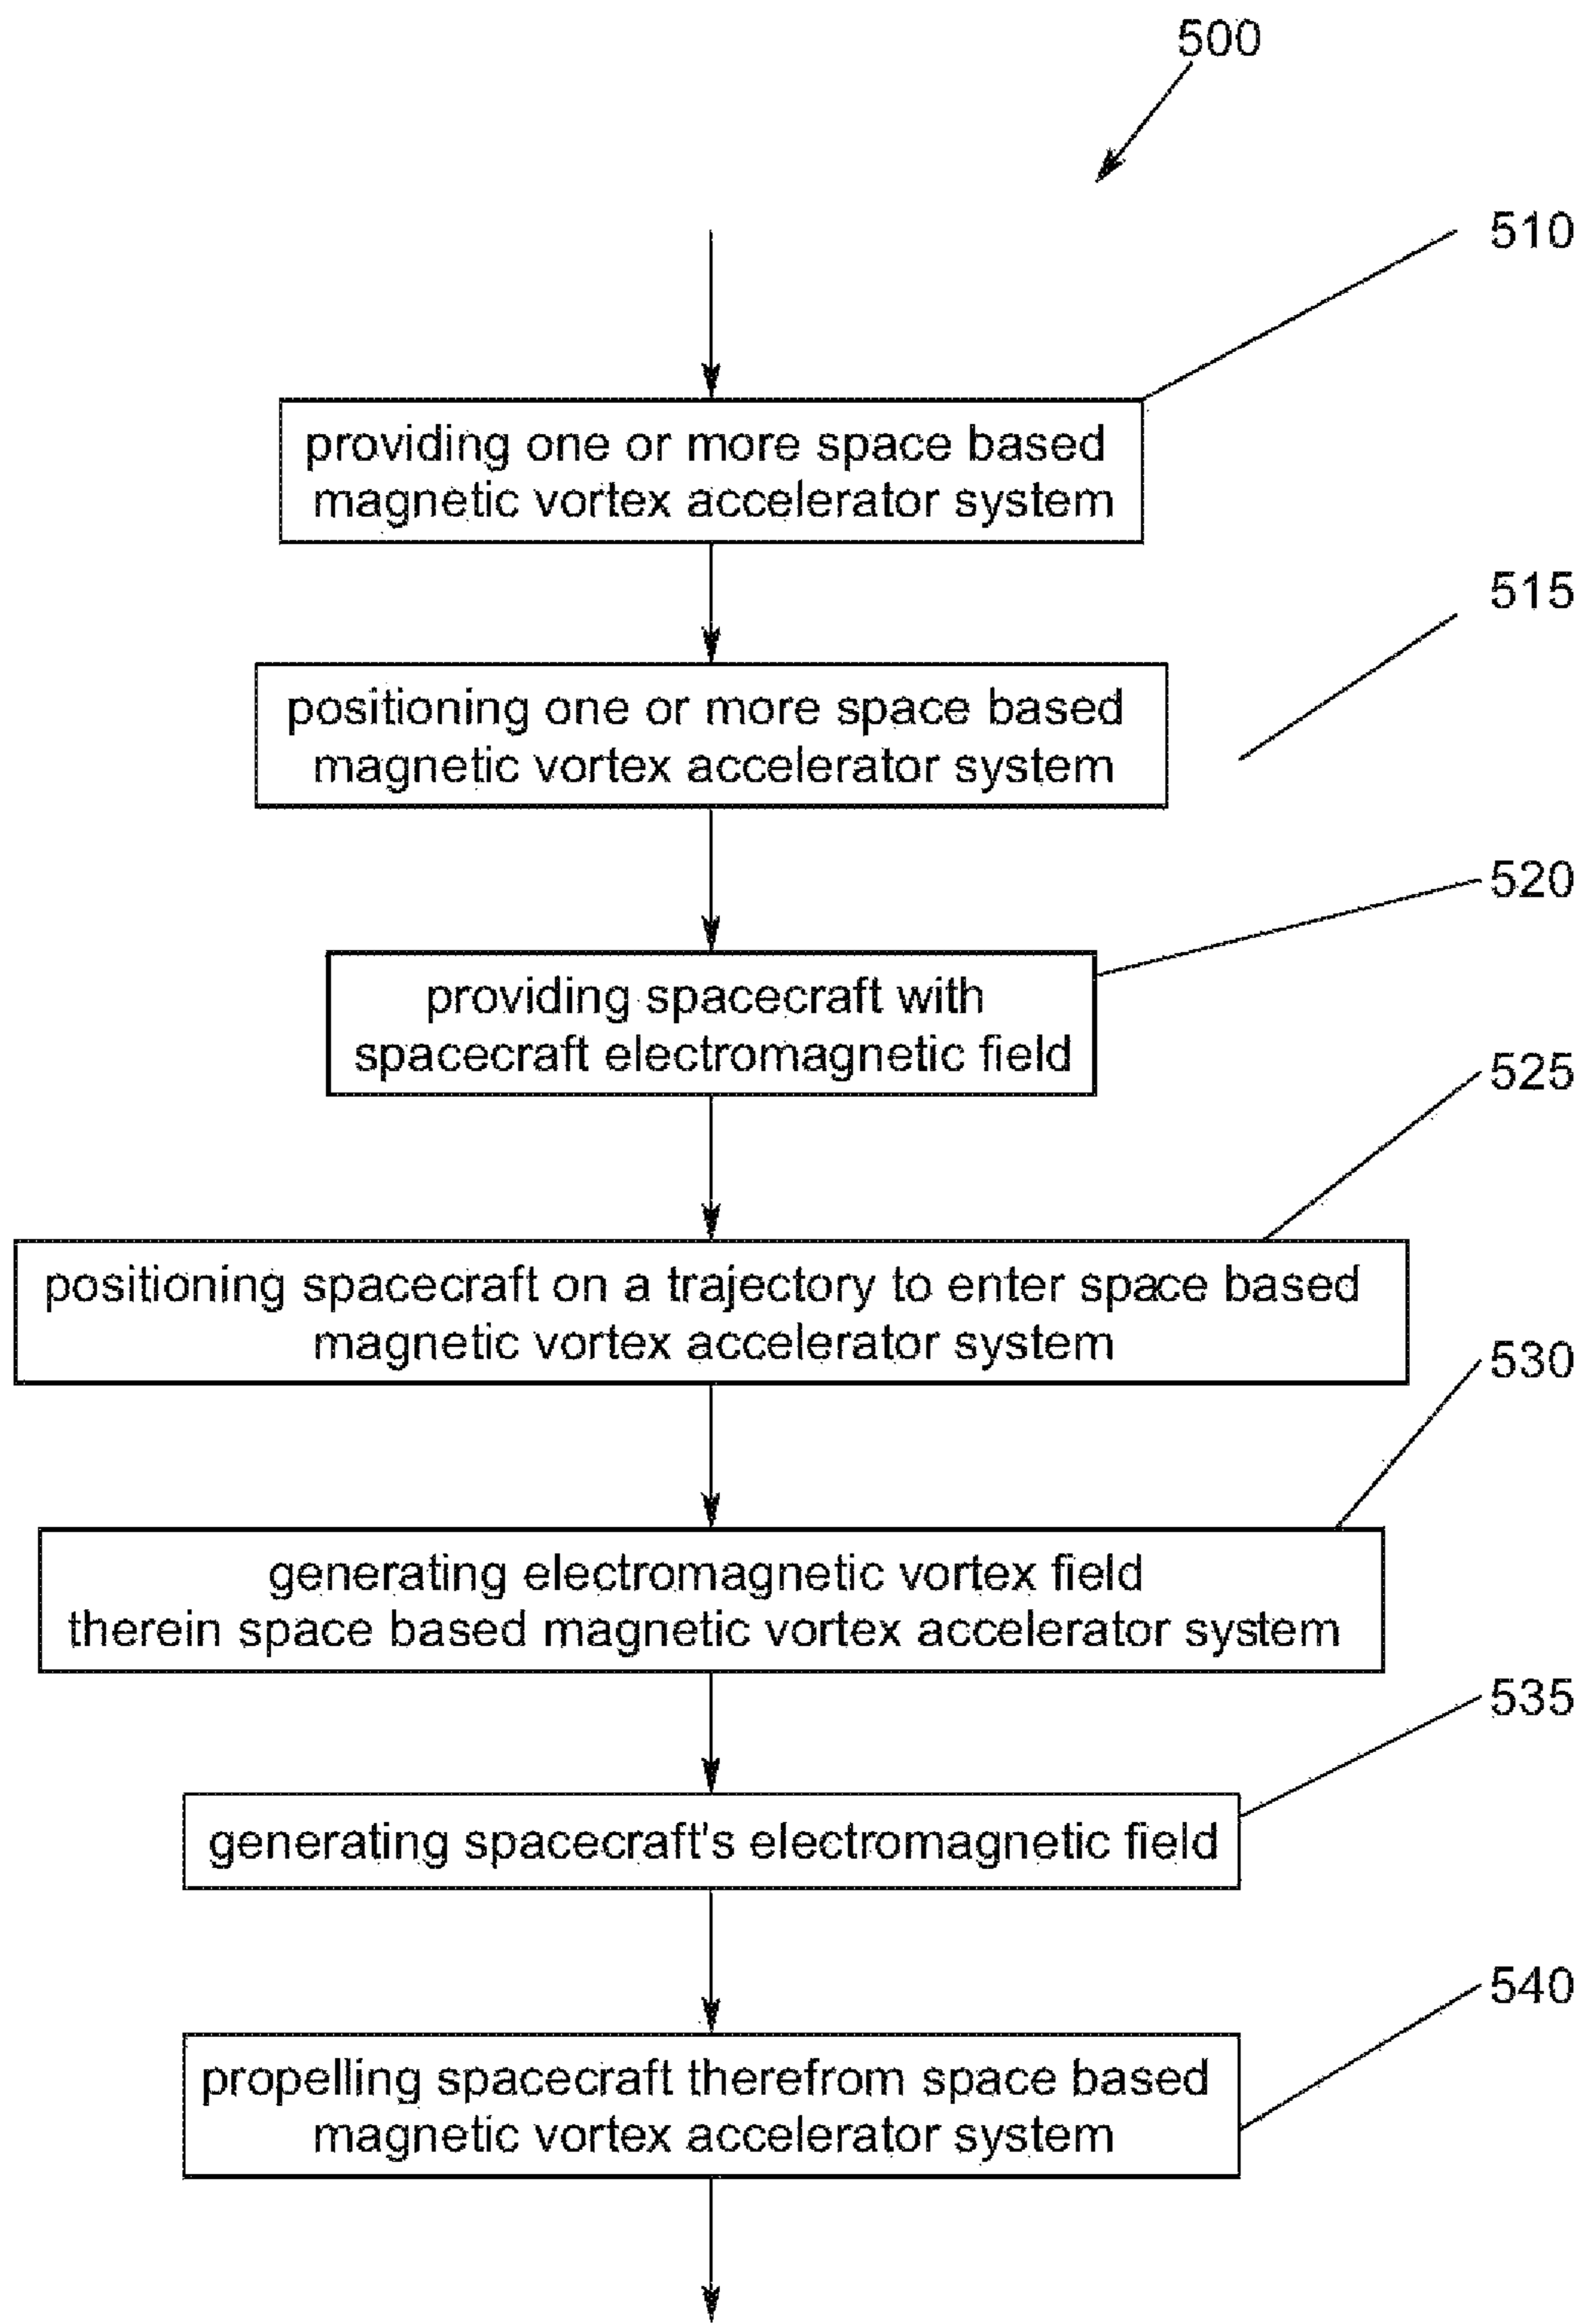 500
510
providing one or more space based
magnetic vortex accelerator system
515
positioning one or more space based
magnetic vortex accelerator system
520
providing spacecraft with
spacecraft electromagnetic field
525
positioning spacecraft on a trajectory to enter space based
magnetic vortex accelerator system
530
generating electromagnetic vortex field
therein space based magnetic vortex accelerator system
535
generating spacecraft's electromagnetic field
540
propelling spacecraft therefrom space based
magnetic vortex accelerator system